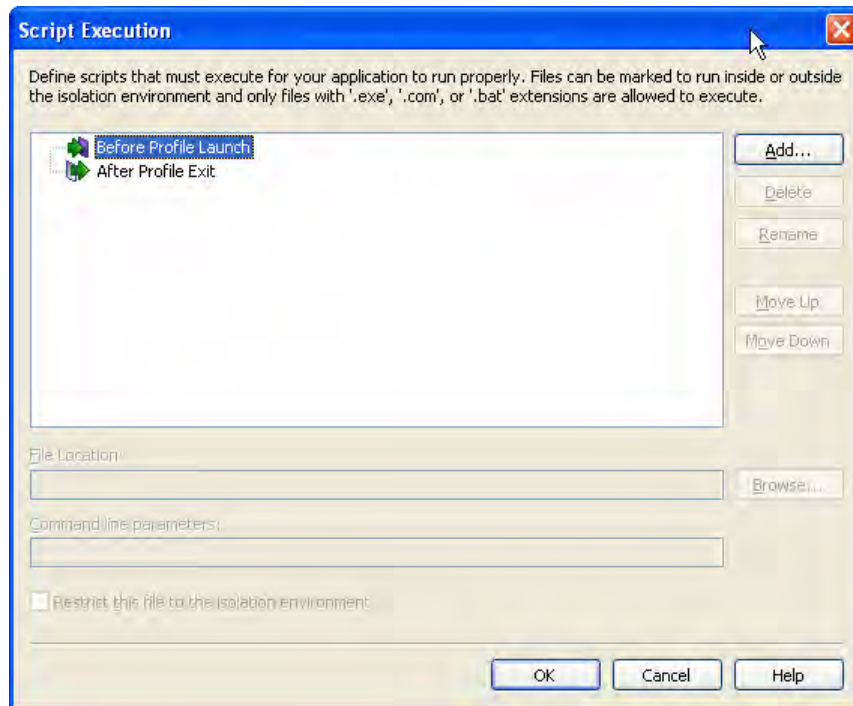 Script Execution
Define scripts that must execute for your application to run properly. Files can be marked to run inside or outside
the isolation environment and only files with '.exe', '.com', or '.bat' extensions are allowed to execute.
Before Profile Launch
After Profile Exit
Add...
Delete
Rename
Move Up
Move Down
File Location:
Browse...
Command line parameters:
Restrict this file to the isolation environment
OK
Cancel
Help